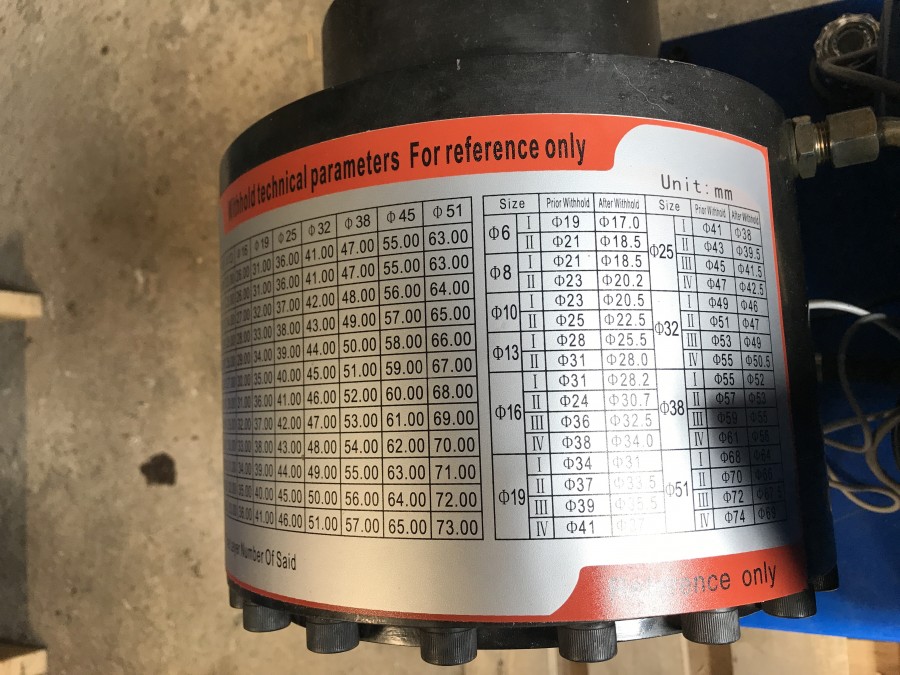 Withhold technical parameters For reference only
Unit:mm
Φ19 Φ25 Φ32 Φ38 Φ45 Φ51
31.00 36.00 41.00 47.00 55.00 63.00
31.00 36.00 41.00 47.00 55.00 63.00
32.00 37.00 42.00 48.00 56.00 64.00
33.00 38.00 43.00 49.00 57.00 65.00
34.00 39.00 44.00 50.00 58.00 66.00
35.00 40.00 45.00 51.00 59.00 67.00
36.00 41.00 46.00 52.00 60.00 68.00
37.00 42.00 47.00 53.00 61.00 69.00
38.00 43.00 48.00 54.00 62.00 70.00
39.00 44.00 49.00 55.00 63.00 71.00
40.00 45.00 50.00 56.00 64.00 72.00
41.00 46.00 51.00 57.00 65.00 73.00
Number Of Said
Size Prior Withhold After Withhold
Φ6 I Φ19 Φ17.0
II Φ21 Φ18.5
Φ8 I Φ21 Φ18.5
II Φ23 Φ20.2
Φ10 I Φ23 Φ20.5
II Φ25 Φ22.5
Φ13 I Φ28 Φ25.5
II Φ31 Φ28.0
Φ16 I Φ31 Φ28.2
II Φ24 Φ30.7
III Φ36 Φ32.5
IV Φ38 Φ34.0
Φ19 I Φ34 Φ31
II Φ37 Φ33.5
III Φ39 Φ35.5
IV Φ41 Φ37
Size Prior Withhold After Withhold
Φ25 I Φ41 Φ38
II Φ43 Φ39.5
III Φ45 Φ41.5
IV Φ47 Φ42.5
Φ32 I Φ49 Φ46
II Φ51 Φ47
III Φ53 Φ49
IV Φ55 Φ50.5
Φ38 I Φ55 Φ52
II Φ57 Φ53
III Φ59 Φ55
IV Φ61 Φ56
Φ51 I Φ68 Φ64
II Φ70
III Φ72
IV Φ74
only